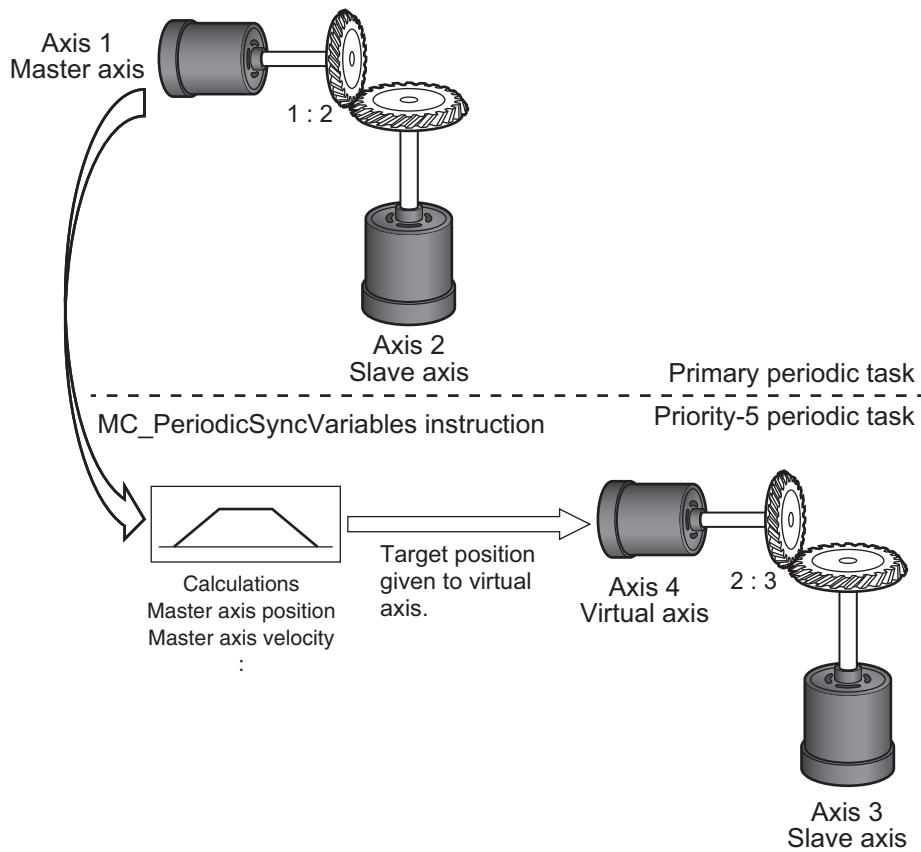 Axis 1
Master axis
1 : 2
Axis 2
Slave axis
Primary periodic task
MC_PeriodicSyncVariables instruction
Priority-5 periodic task
Calculations
Master axis position
Master axis velocity
:
Target position
given to virtual
axis.
Axis 4
Virtual axis
2 : 3
Axis 3
Slave axis